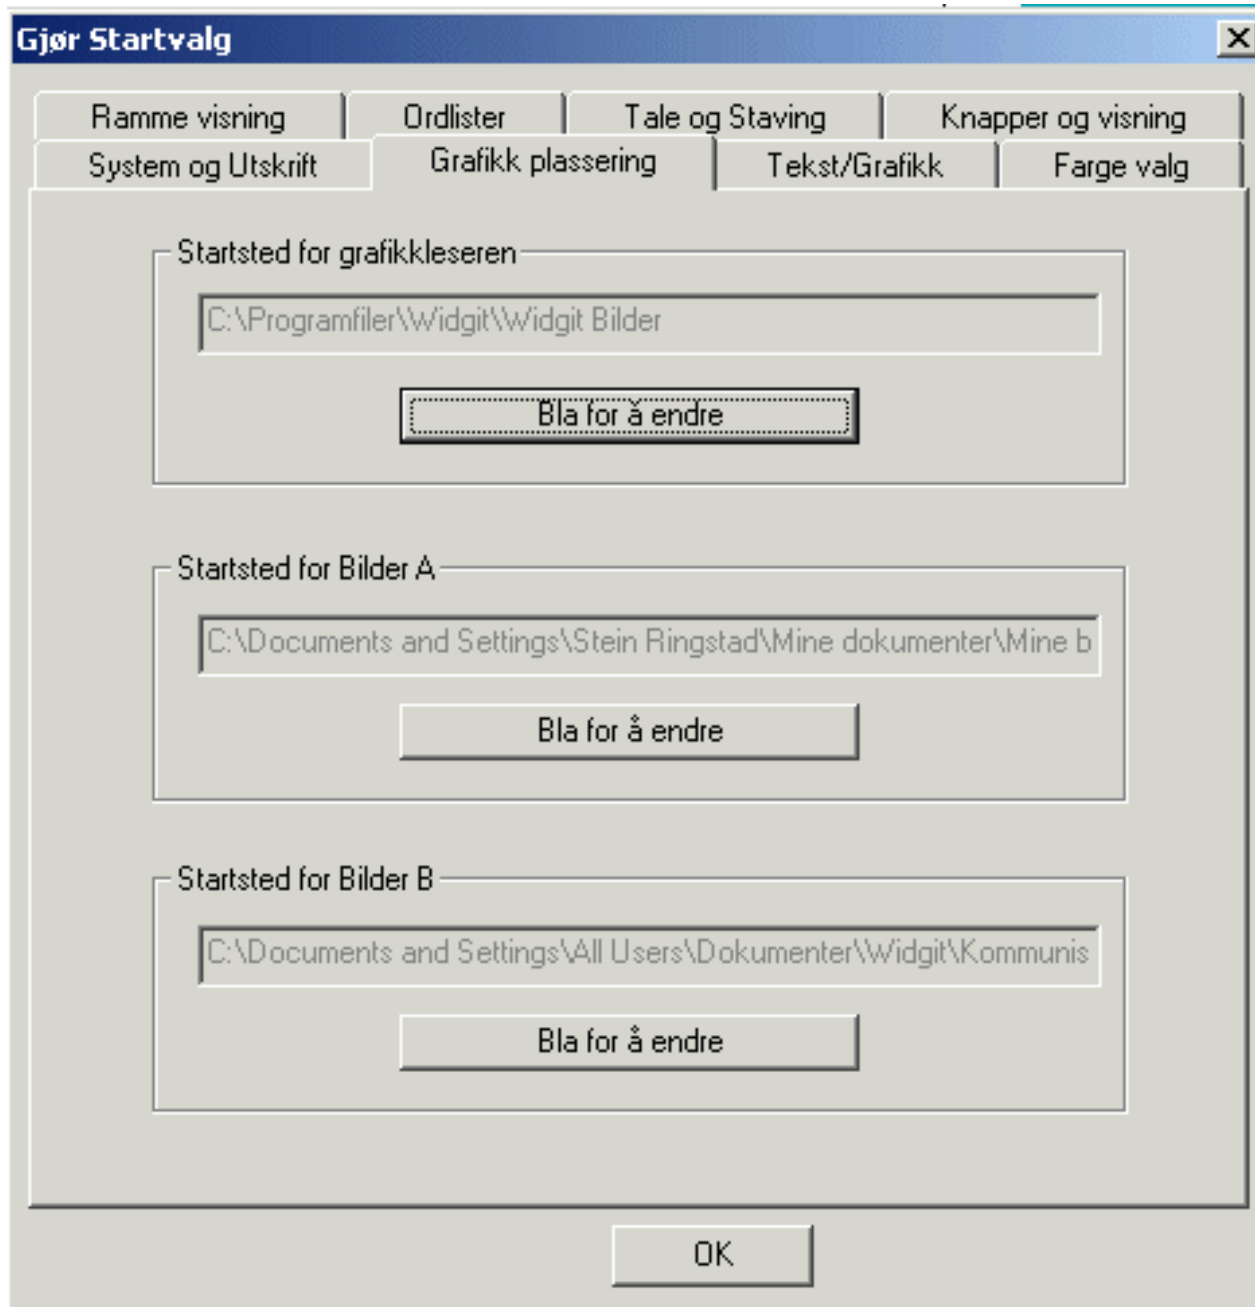 Gjør Startvalg
Ramme visning Ordlister Tale og Staving Knapper og visning
System og Utskrift Grafikk plassering Tekst/Grafikk Farge valg
Startsted for grafikkleseren
C:\Programfiler\Widgit\Widgit Bilder
Bla for å endre
Startsted for Bilder A
C:\Documents and Settings\Stein Ringstad\Mine dokumenter\Mine b
Bla for å endre
Startsted for Bilder B
C:\Documents and Settings\All Users\Dokumenter\Widgit\Kommunis
Bla for å endre
OK